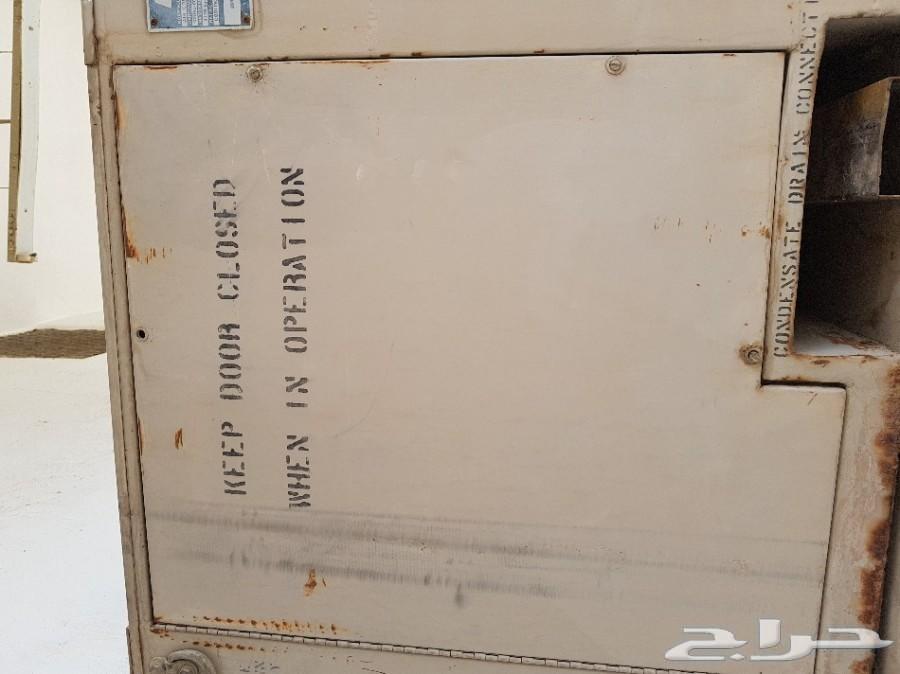 KEEP DOOR CLOSED
WHEN IN OPERATION
CONDENSATE DRAIN CONNECT
حراج